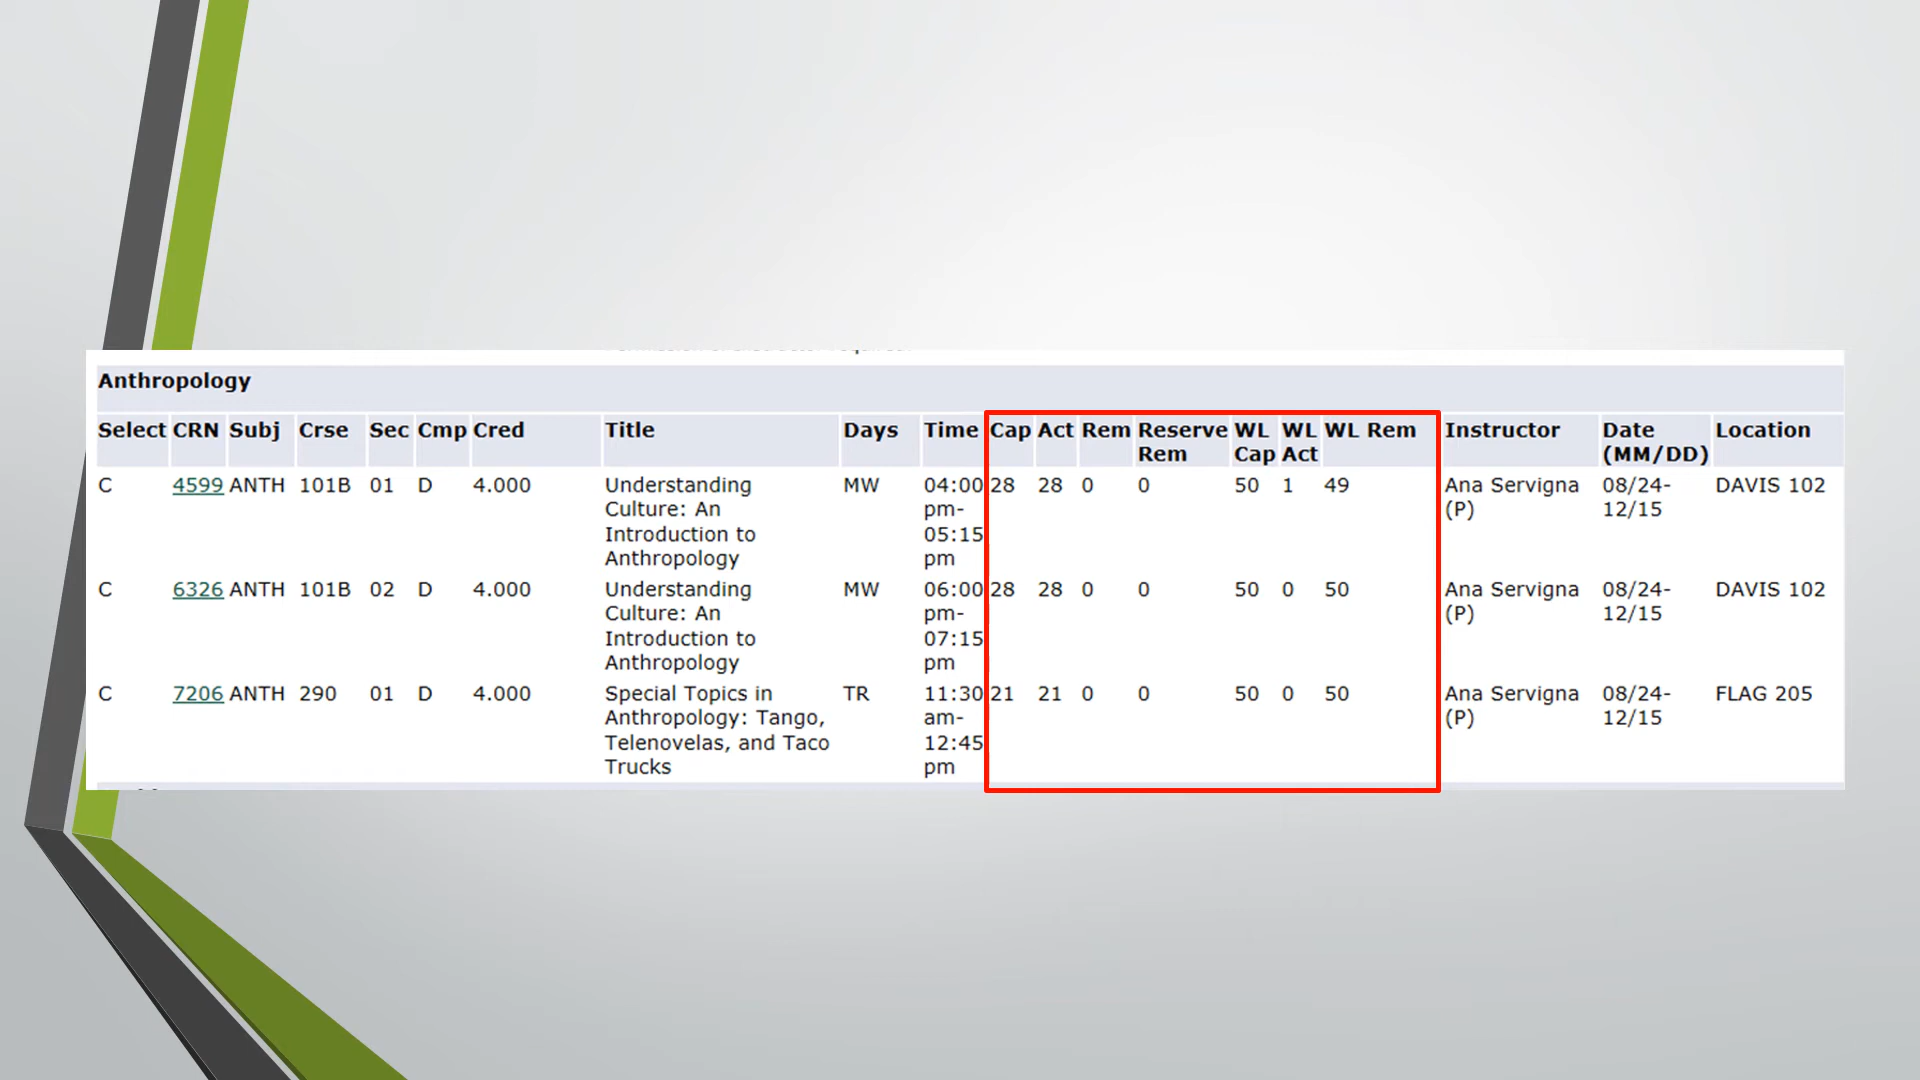 Anthropology
Select CRN Subj Crse Sec Cmp Cred Title Days Time Cap Act Rem Reserve Rem WL Cap WL Act WL Rem Instructor Date (MM/DD) Location
C 4599 ANTH 101B 01 D 4.000 Understanding Culture: An Introduction to Anthropology MW 04:00 pm-05:15 pm 28 28 0 0 50 1 49 Ana Servigna (P) 08/24-12/15 DAVIS 102
C 6326 ANTH 101B 02 D 4.000 Understanding Culture: An Introduction to Anthropology MW 06:00 pm-07:15 pm 28 28 0 0 50 0 50 Ana Servigna (P) 08/24-12/15 DAVIS 102
C 7206 ANTH 290 01 D 4.000 Special Topics in Anthropology: Tango, Telenovelas, and Taco Trucks TR 11:30 am-12:45 pm 21 21 0 0 50 0 50 Ana Servigna (P) 08/24-12/15 FLAG 205